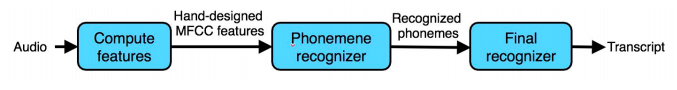 Audio
Compute
features
Hand-designed
MFCC features
Phonemene
recognizer
Recognized
phonemes
Final
recognizer
Transcript